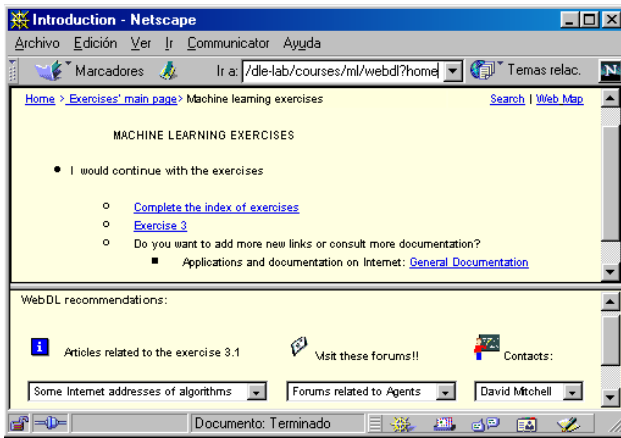 Introduction - Netscape
Archivo Edición Ver Ir Communicator Ayuda
Marcadores Ir a: /dle-lab/courses/ml/webdl?home Temas relac. N
Home > Exercises' main page > Machine learning exercises Search | Web Map
MACHINE LEARNING EXERCISES
I would continue with the exercises
Complete the index of exercises
Exercise 3
Do you want to add more new links or consult more documentation?
Applications and documentation on Internet: General Documentation
WebDL recommendations:
i Articles related to the exercise 3.1 Visit these forums!! Contacts:
Some Internet addresses of algorithms Forums related to Agents David Mitchell
Documento: Terminado